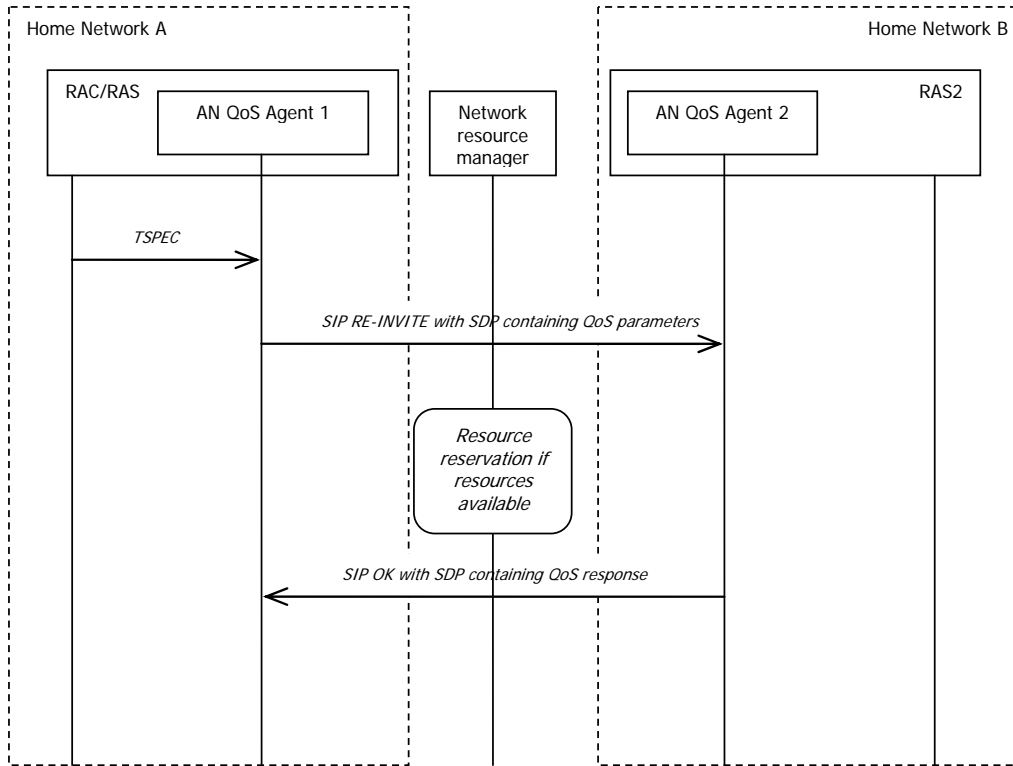 Home Network A
Home Network B
RAC/RAS
AN QoS Agent 1
Network
resource
manager
AN QoS Agent 2
RAS2
TSPEC
SIP RE-INVITE with SDP containing QoS parameters
Resource
reservation if
resources
available
SIP OK with SDP containing QoS response